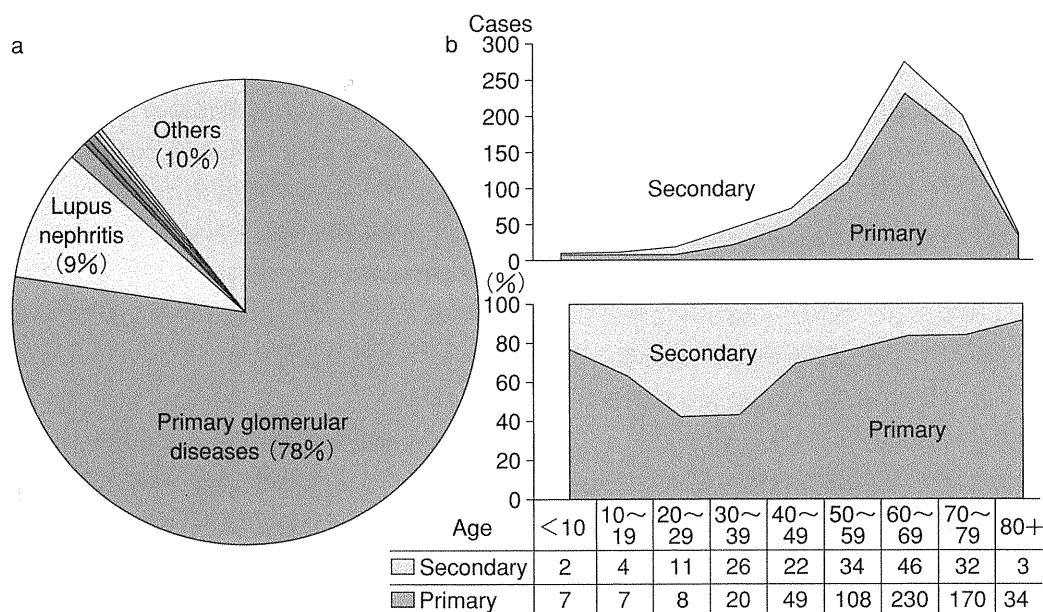 a
Others
(10%)
Lupus
nephritis
(9%)
Primary glomerular
diseases (78%)
b
Cases
300
250
200
150
100
50
0
Secondary
Primary
(%)
100
80
60
40
20
0
Secondary
Primary
Age <10 10～19 20～29 30～39 40～49 50～59 60～69 70～79 80+
Secondary 2 4 11 26 22 34 46 32 3
Primary 7 7 8 20 49 108 230 170 34